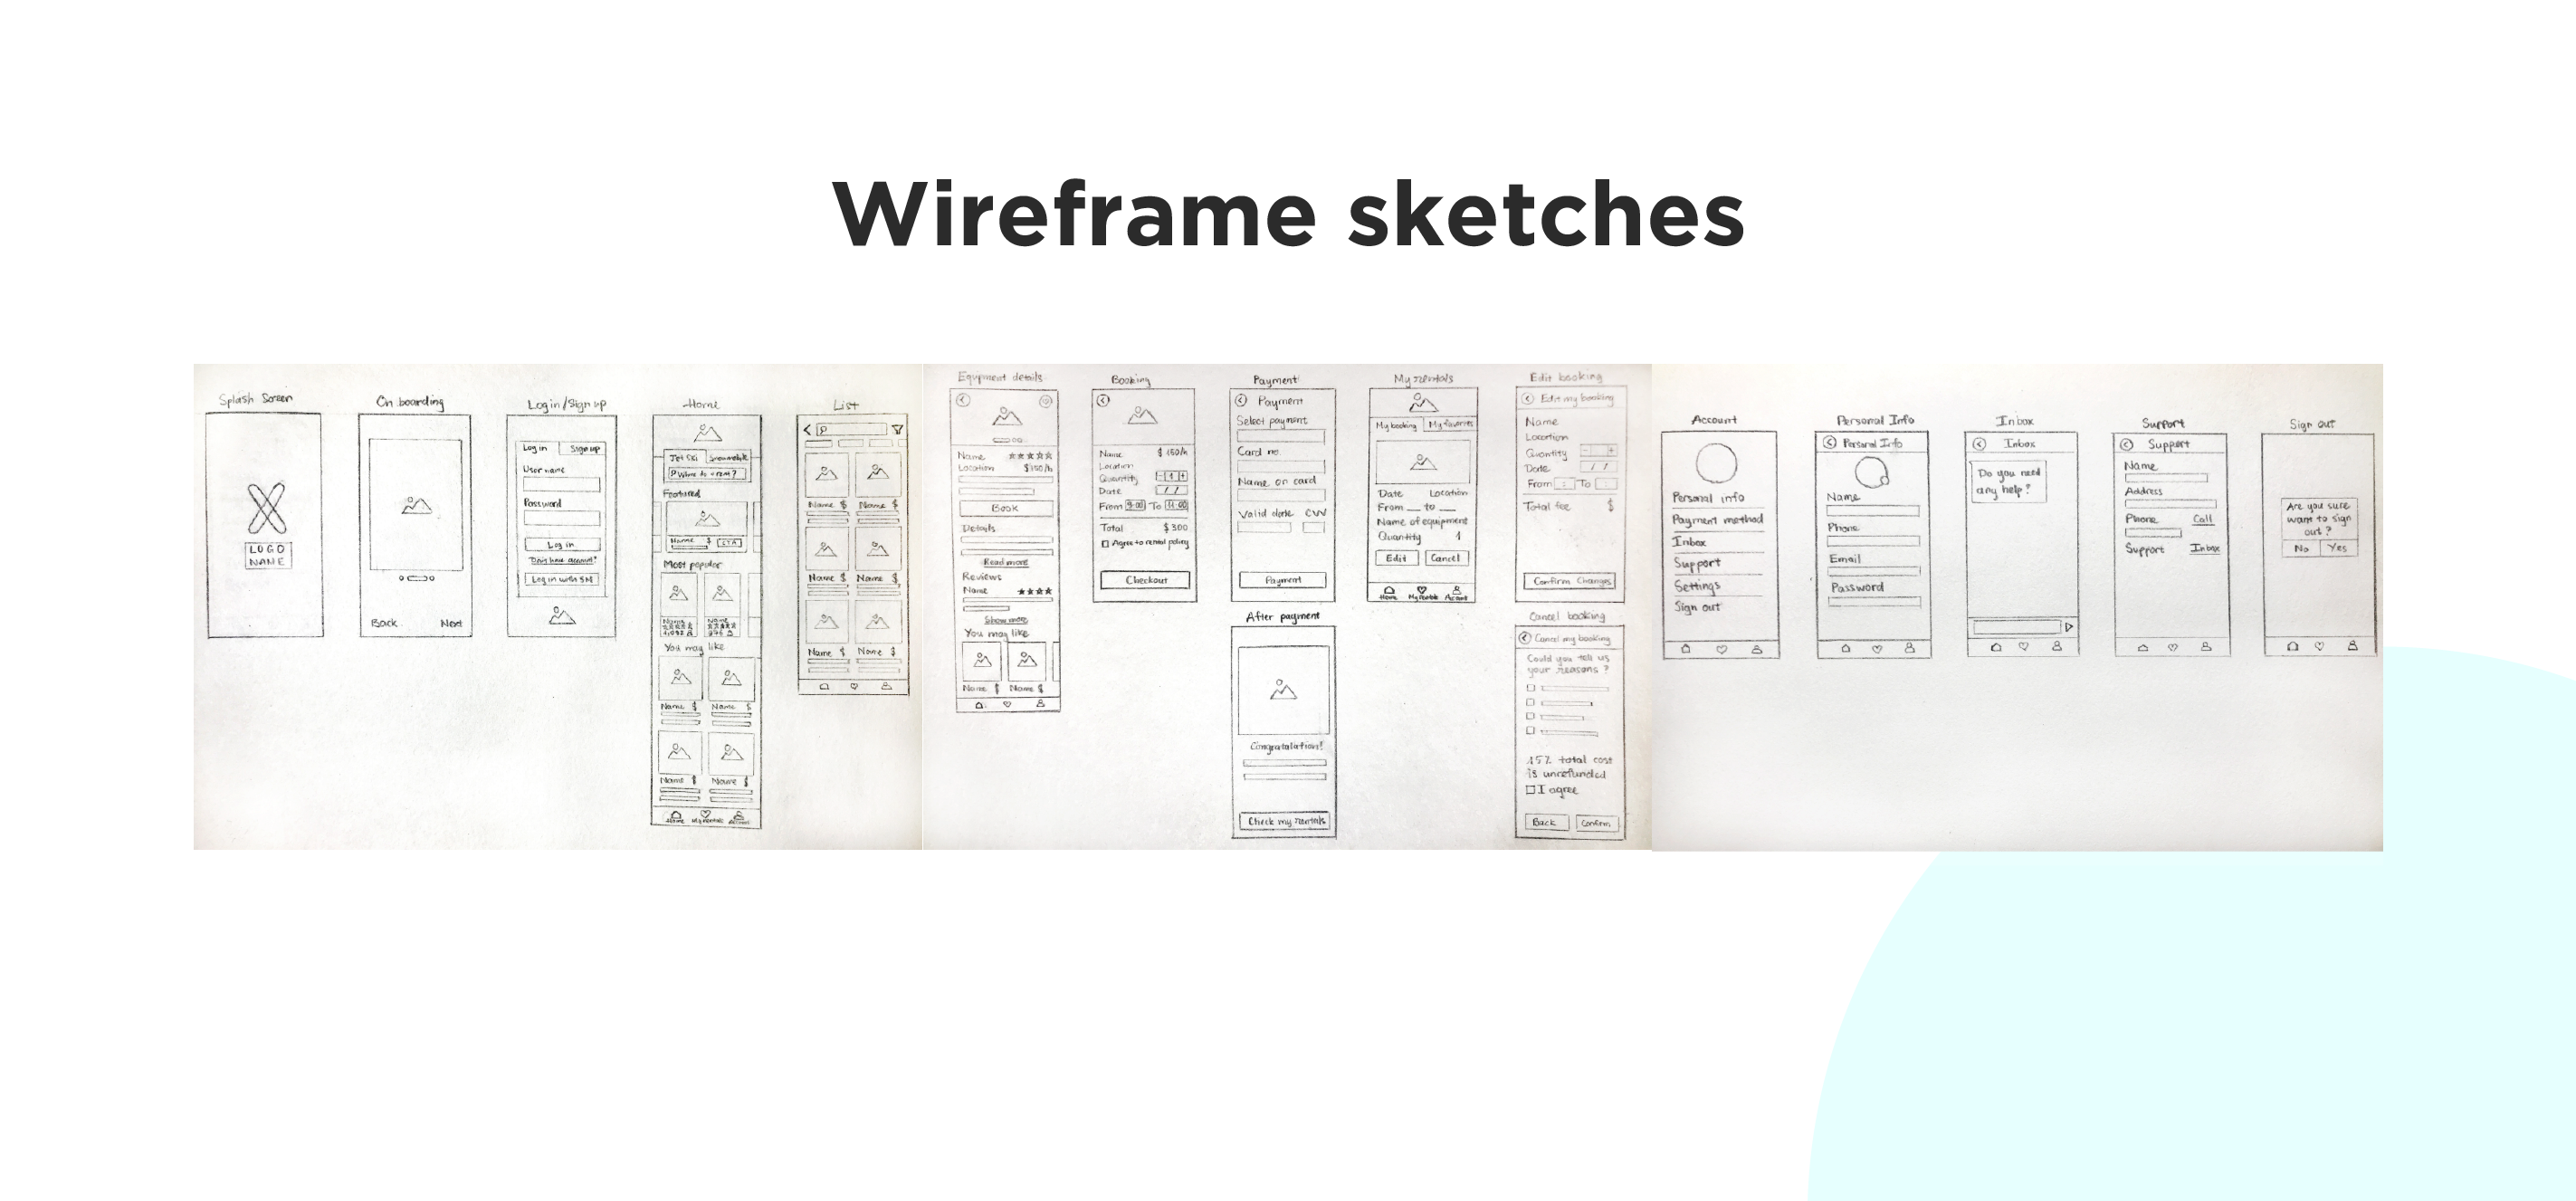 Wireframe sketches
Splash Screen
LOGO
NAME
On boarding
Back Next
Login/Sign up
Log in Sign up
User name
Password
Log in
Don't have account?
Log in with SM
Home
Jet Ski Snowmobile
Where to rent?
Featured
Name $
Most popular
Name Name
You may like
Name $ Name $
Name $ Name $
Home My rentals Account
List
Name $ Name $
Name $ Name $
Name $ Name $
Equipment details
Name ★★★★★
Location $150/h
Book
Details
Read more
Reviews
Name ★★★★
Show more
You may like
Name $ Name $
Booking
Name $150/h
Location
Quantity - 1 +
Date / /
From 9:00 To 11:00
Total $300
Agree to rental policy
Checkout
Payment
Payment
Select payment
Card no.
Name on card
Valid date CVV
Payment
After payment
Congratulation!
Check my rentals
My rentals
My booking My favorites
Date Location
From __ to __
Name of equipment
Quantity 1
Edit Cancel
Home My rentals Account
Edit booking
Edit my booking
Name
Location
Quantity - +
Date / /
From : To
Total fee $
Confirm Changes
Cancel booking
Cancel my booking
Could you tell us
your reasons?
15% total cost
is unrefunded
I agree
Back Confirm
Account
Personal info
Payment method
Inbox
Support
Settings
Sign out
Personal Info
Personal Info
Name
Phone
Email
Password
Inbox
Inbox
Do you need
any help?
Support
Support
Name
Address
Phone Call
Support Inbox
Sign out
Are you sure
want to sign
out?
No Yes